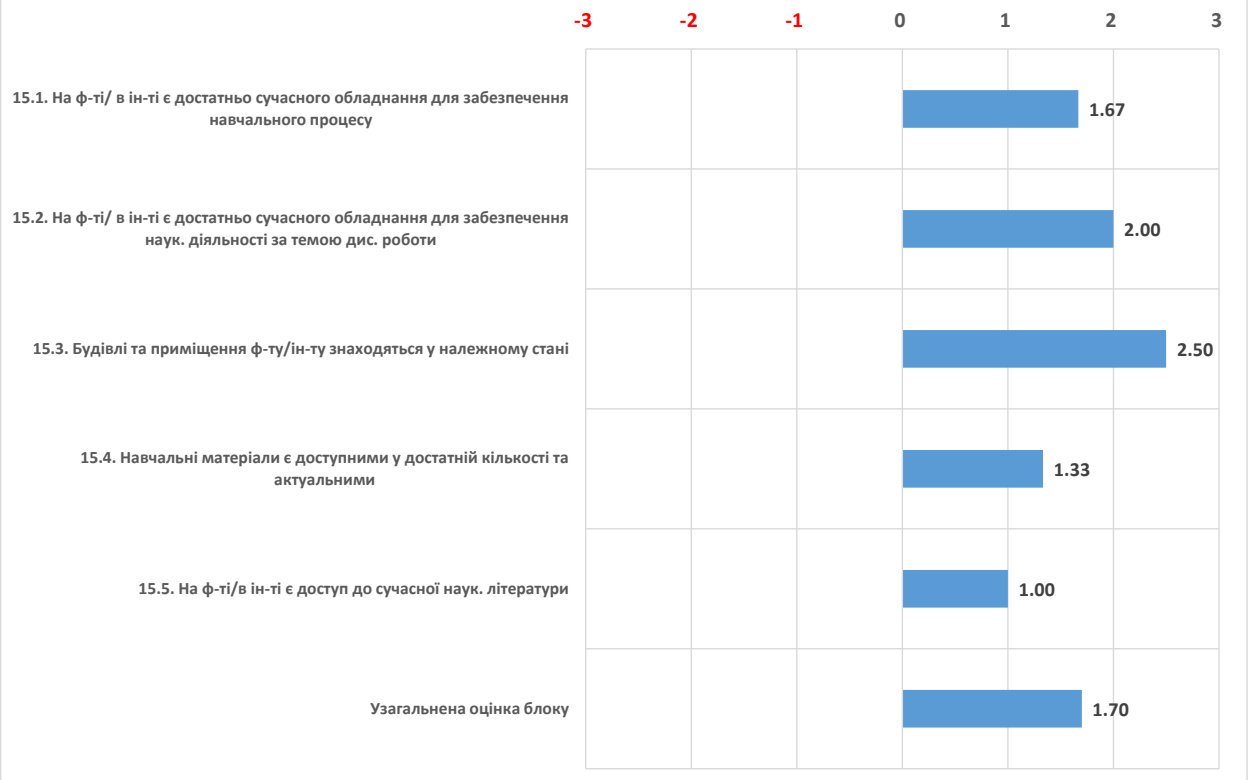 -3 -2 -1 0 1 2 3
15.1. На ф-ті/ в ін-ті є достатньо сучасного обладнання для забезпечення
навчального процесу
1.67
15.2. На ф-ті/ в ін-ті є достатньо сучасного обладнання для забезпечення
наук. діяльності за темою дис. роботи
2.00
15.3. Будівлі та приміщення ф-ту/ін-ту знаходяться у належному стані
2.50
15.4. Навчальні матеріали є доступними у достатній кількості та
актуальними
1.33
15.5. На ф-ті/в ін-ті є доступ до сучасної наук. літератури
1.00
Узагальнена оцінка блоку
1.70